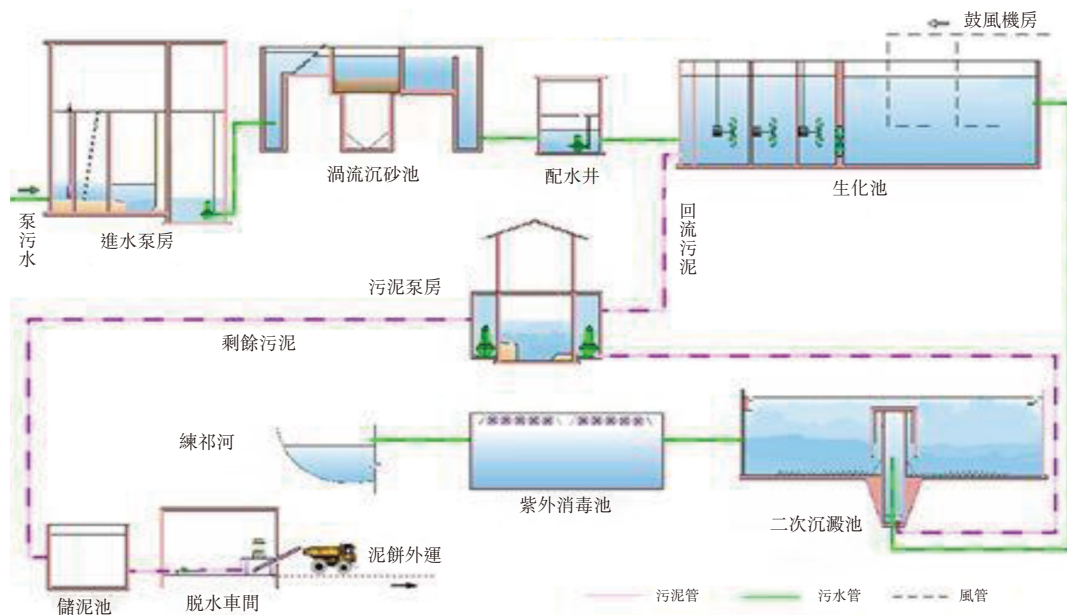 鼓風機房
渦流沉砂池
配水井
生化池
泵污水
進水泵房
回流污泥
污泥泵房
剩餘污泥
練祁河
紫外消毒池
二次沉澱池
泥餅外運
儲泥池
脱水車間
污泥管
污水管
風管